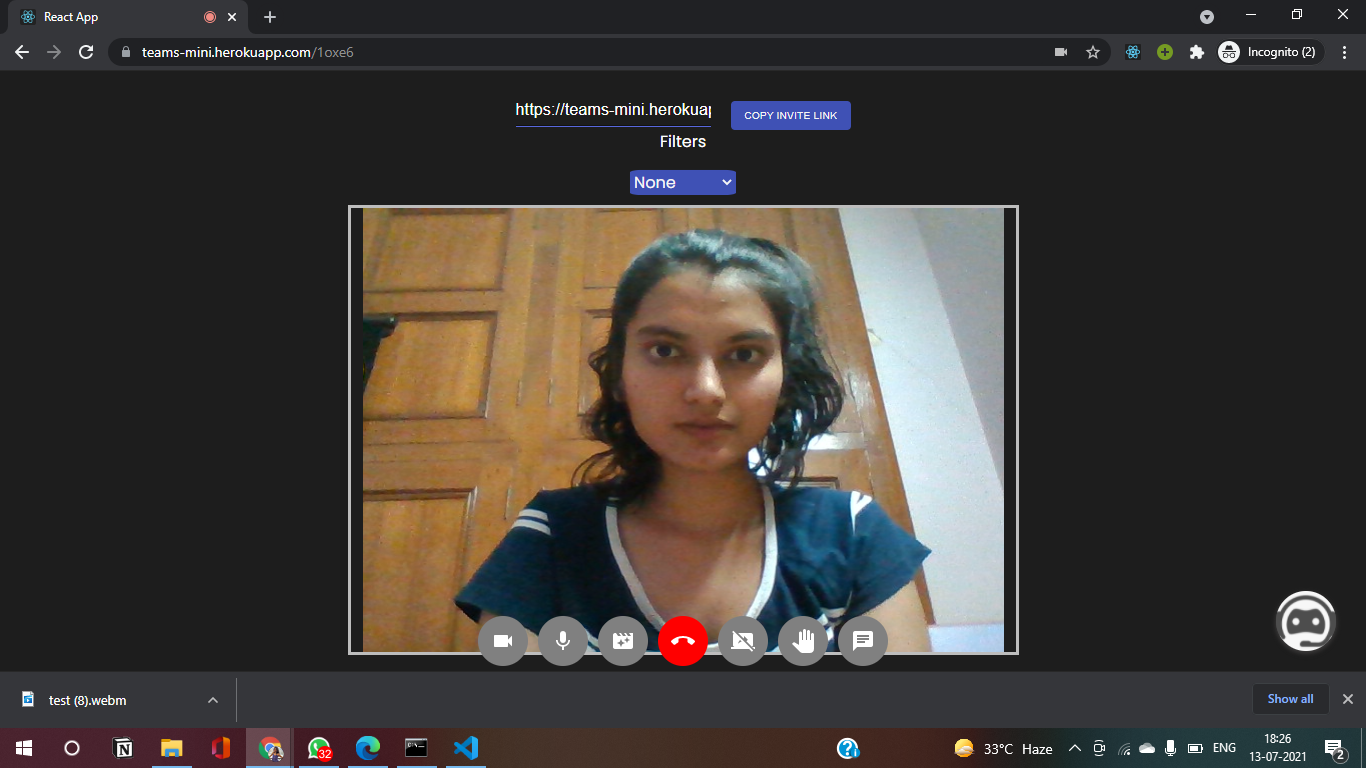 React App
teams-mini.herokuapp.com/1oxe6
Incognito (2)
https://teams-mini.herokuap
COPY INVITE LINK
Filters
None
test (8).webm
Show all
32
33°C Haze
ENG
18:26
13-07-2021
2